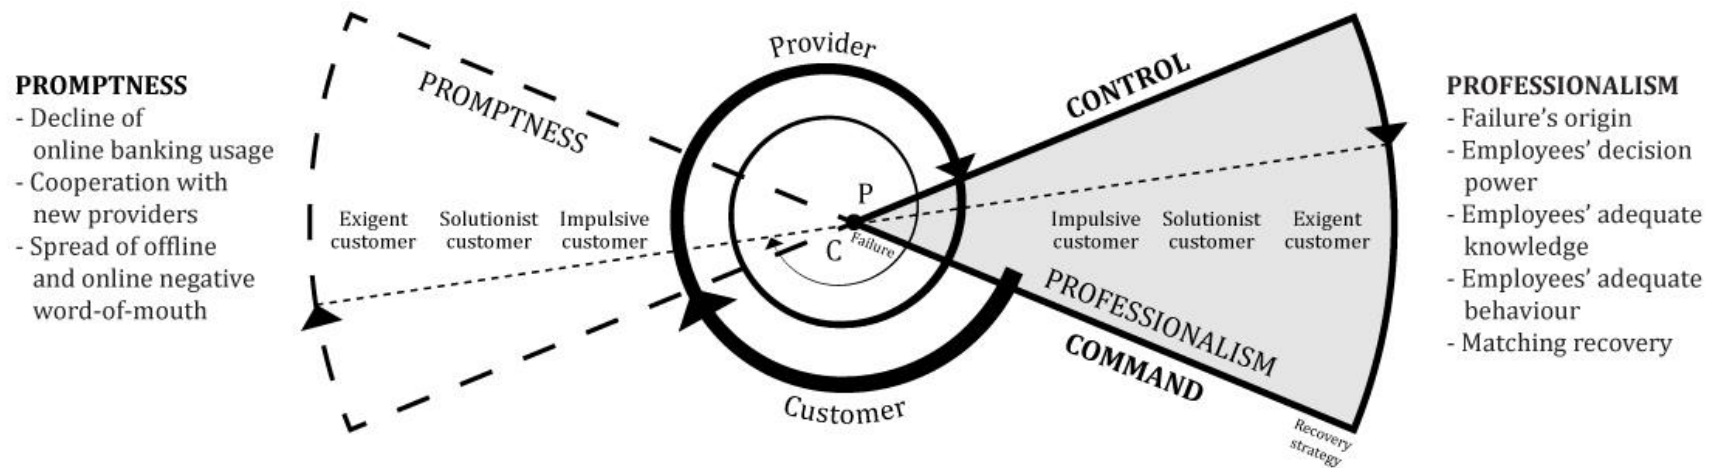 PROMPTNESS
- Decline of
online banking usage
- Cooperation with
new providers
- Spread of offline
and online negative
word-of-mouth
PROMPTNESS
Exigent
customer
Solutionist
customer
Impulsive
customer
Provider
P
C
Failure
Customer
CONTROL
Impulsive
customer
Solutionist
customer
Exigent
customer
PROFESSIONALISM
COMMAND
Recovery
strategy
PROFESSIONALISM
- Failure's origin
- Employees' decision
power
- Employees' adequate
knowledge
- Employees' adequate
behaviour
- Matching recovery